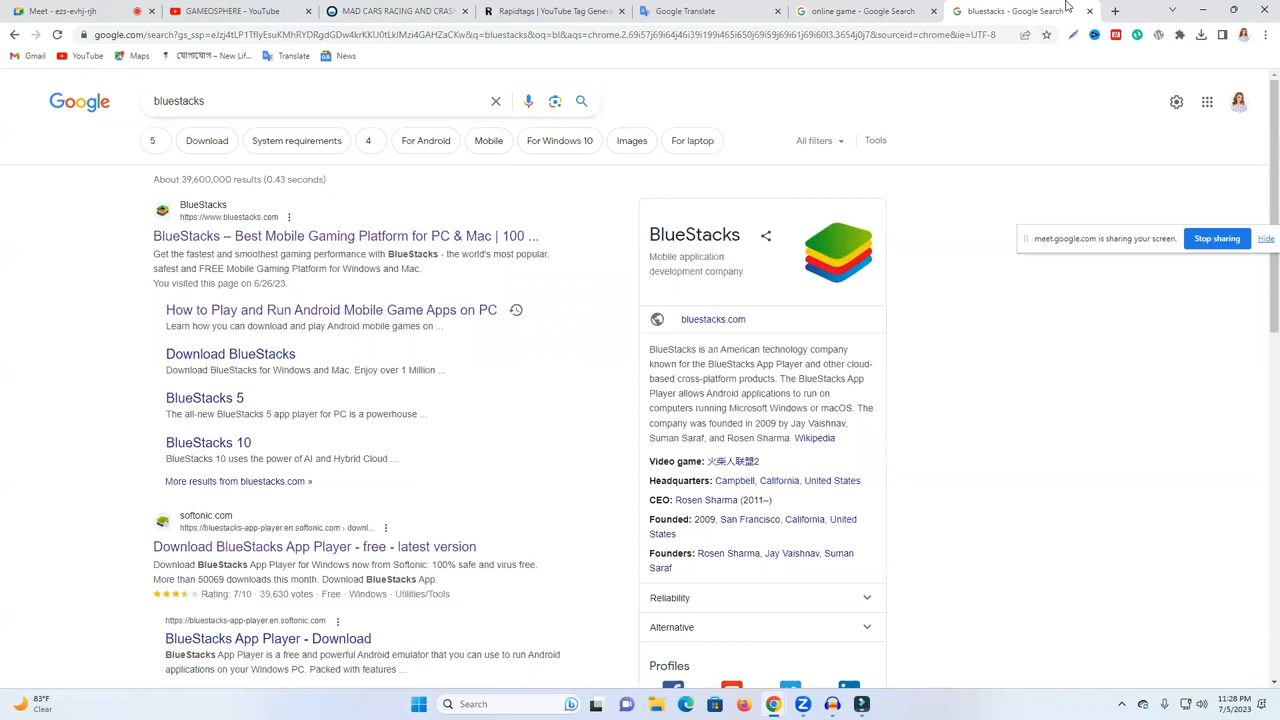 Meet - ezs-evhj-rjh
GAMEOSPHERE - YouTube
MAD CARS RACING AND CRASH
Rapidtags | YouTube Tag Genera
Google Translate
online game - Google Search
bluestacks - Google Search
Gmail
YouTube
Maps
যোগাযোগ – New Lif...
Translate
News
Google
bluestacks
5
Download
System requirements
4
For Android
Mobile
For Windows 10
Images
For laptop
All filters
Tools
About 39,600,000 results (0.43 seconds)
BlueStacks
https://www.bluestacks.com
BlueStacks – Best Mobile Gaming Platform for PC & Mac | 100 ...
Get the fastest and smoothest gaming performance with BlueStacks - the world's most popular,
safest and FREE Mobile Gaming Platform for Windows and Mac.
You visited this page on 6/26/23.
How to Play and Run Android Mobile Game Apps on PC
Learn how you can download and play Android mobile games on ...
Download BlueStacks
Download BlueStacks for Windows and Mac. Enjoy over 1 Million ...
BlueStacks 5
The all-new BlueStacks 5 app player for PC is a powerhouse ...
BlueStacks 10
BlueStacks 10 uses the power of AI and Hybrid Cloud ...
More results from bluestacks.com »
softonic.com
https://bluestacks-app-player.en.softonic.com › downl...
Download BlueStacks App Player - free - latest version
Download BlueStacks App Player for Windows now from Softonic: 100% safe and virus free.
More than 50069 downloads this month. Download BlueStacks App.
Rating: 7/10 · 39,630 votes · Free · Windows · Utilities/Tools
https://bluestacks-app-player.en.softonic.com
BlueStacks App Player - Download
BlueStacks App Player is a free and powerful Android emulator that you can use to run Android
applications on your Windows PC. Packed with features ...
BlueStacks
Mobile application
development company
bluestacks.com
BlueStacks is an American technology company
known for the BlueStacks App Player and other cloud-
based cross-platform products. The BlueStacks App
Player allows Android applications to run on
computers running Microsoft Windows or macOS. The
company was founded in 2009 by Jay Vaishnav,
Suman Saraf, and Rosen Sharma. Wikipedia
Video game: 火柴人联盟2
Headquarters: Campbell, California, United States
CEO: Rosen Sharma (2011–)
Founded: 2009, San Francisco, California, United
States
Founders: Rosen Sharma, Jay Vaishnav, Suman
Saraf
Reliability
Alternative
Profiles
meet.google.com is sharing your screen.
Stop sharing
Hide
83°F
Clear
Search
11:28 PM
7/5/2023